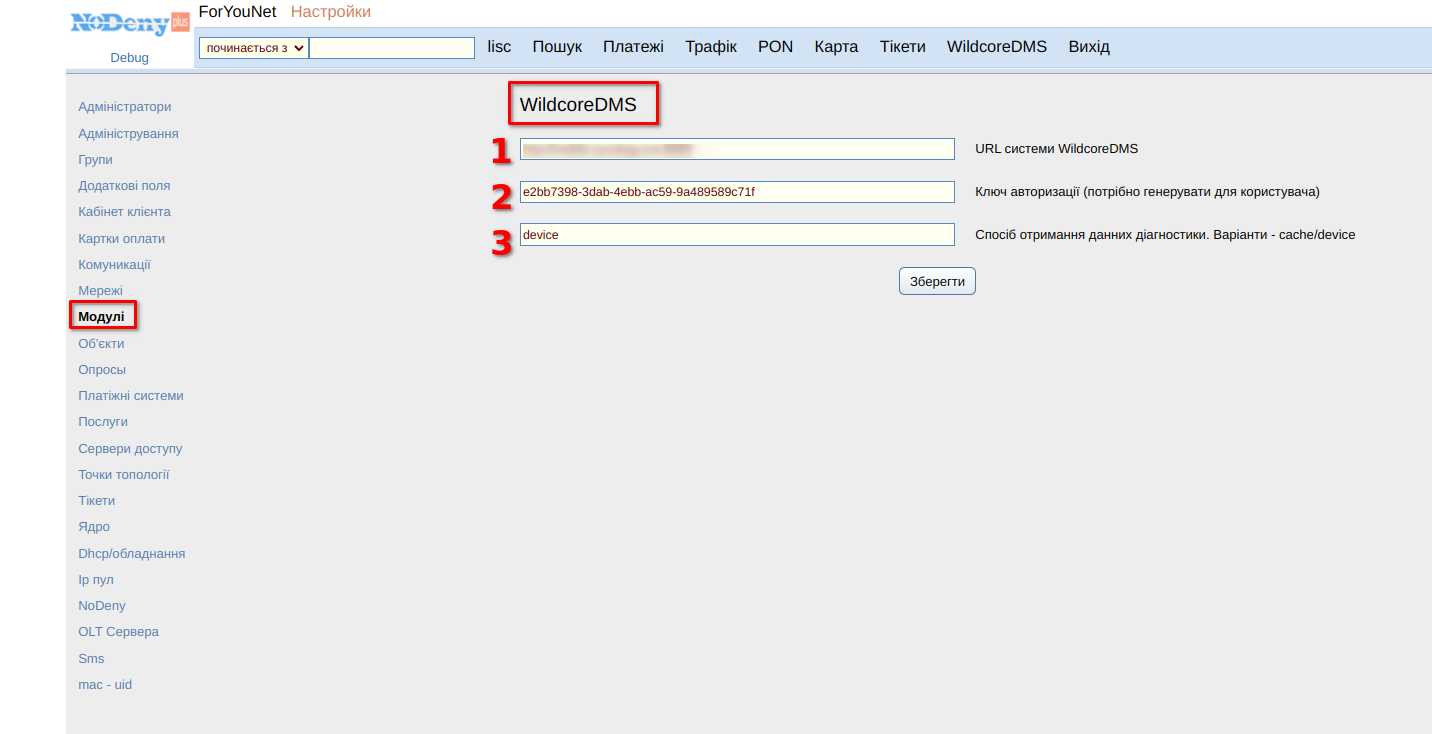 NoDeny plus
ForYouNet Настройки
Debug
починається з
lisc Пошук Платежі Трафік PON Карта Тікети WildcoreDMS Вихід
Адміністратори
Адміністрування
Групи
Додаткові поля
Кабінет клієнта
Картки оплати
Комуникації
Мережі
Модулі
Об'єкти
Опросы
Платіжні системи
Послуги
Сервери доступу
Точки топології
Тікети
Ядро
Dhcp/обладнання
Ip пул
NoDeny
OLT Сервера
Sms
mac - uid
WildcoreDMS
1 URL системи WildcoreDMS
2 e2bb7398-3dab-4ebb-ac59-9a489589c71f Ключ авторизації (потрібно генерувати для користувача)
3 device Спосіб отримання данних діагностики. Варіанти - cache/device
Зберегти